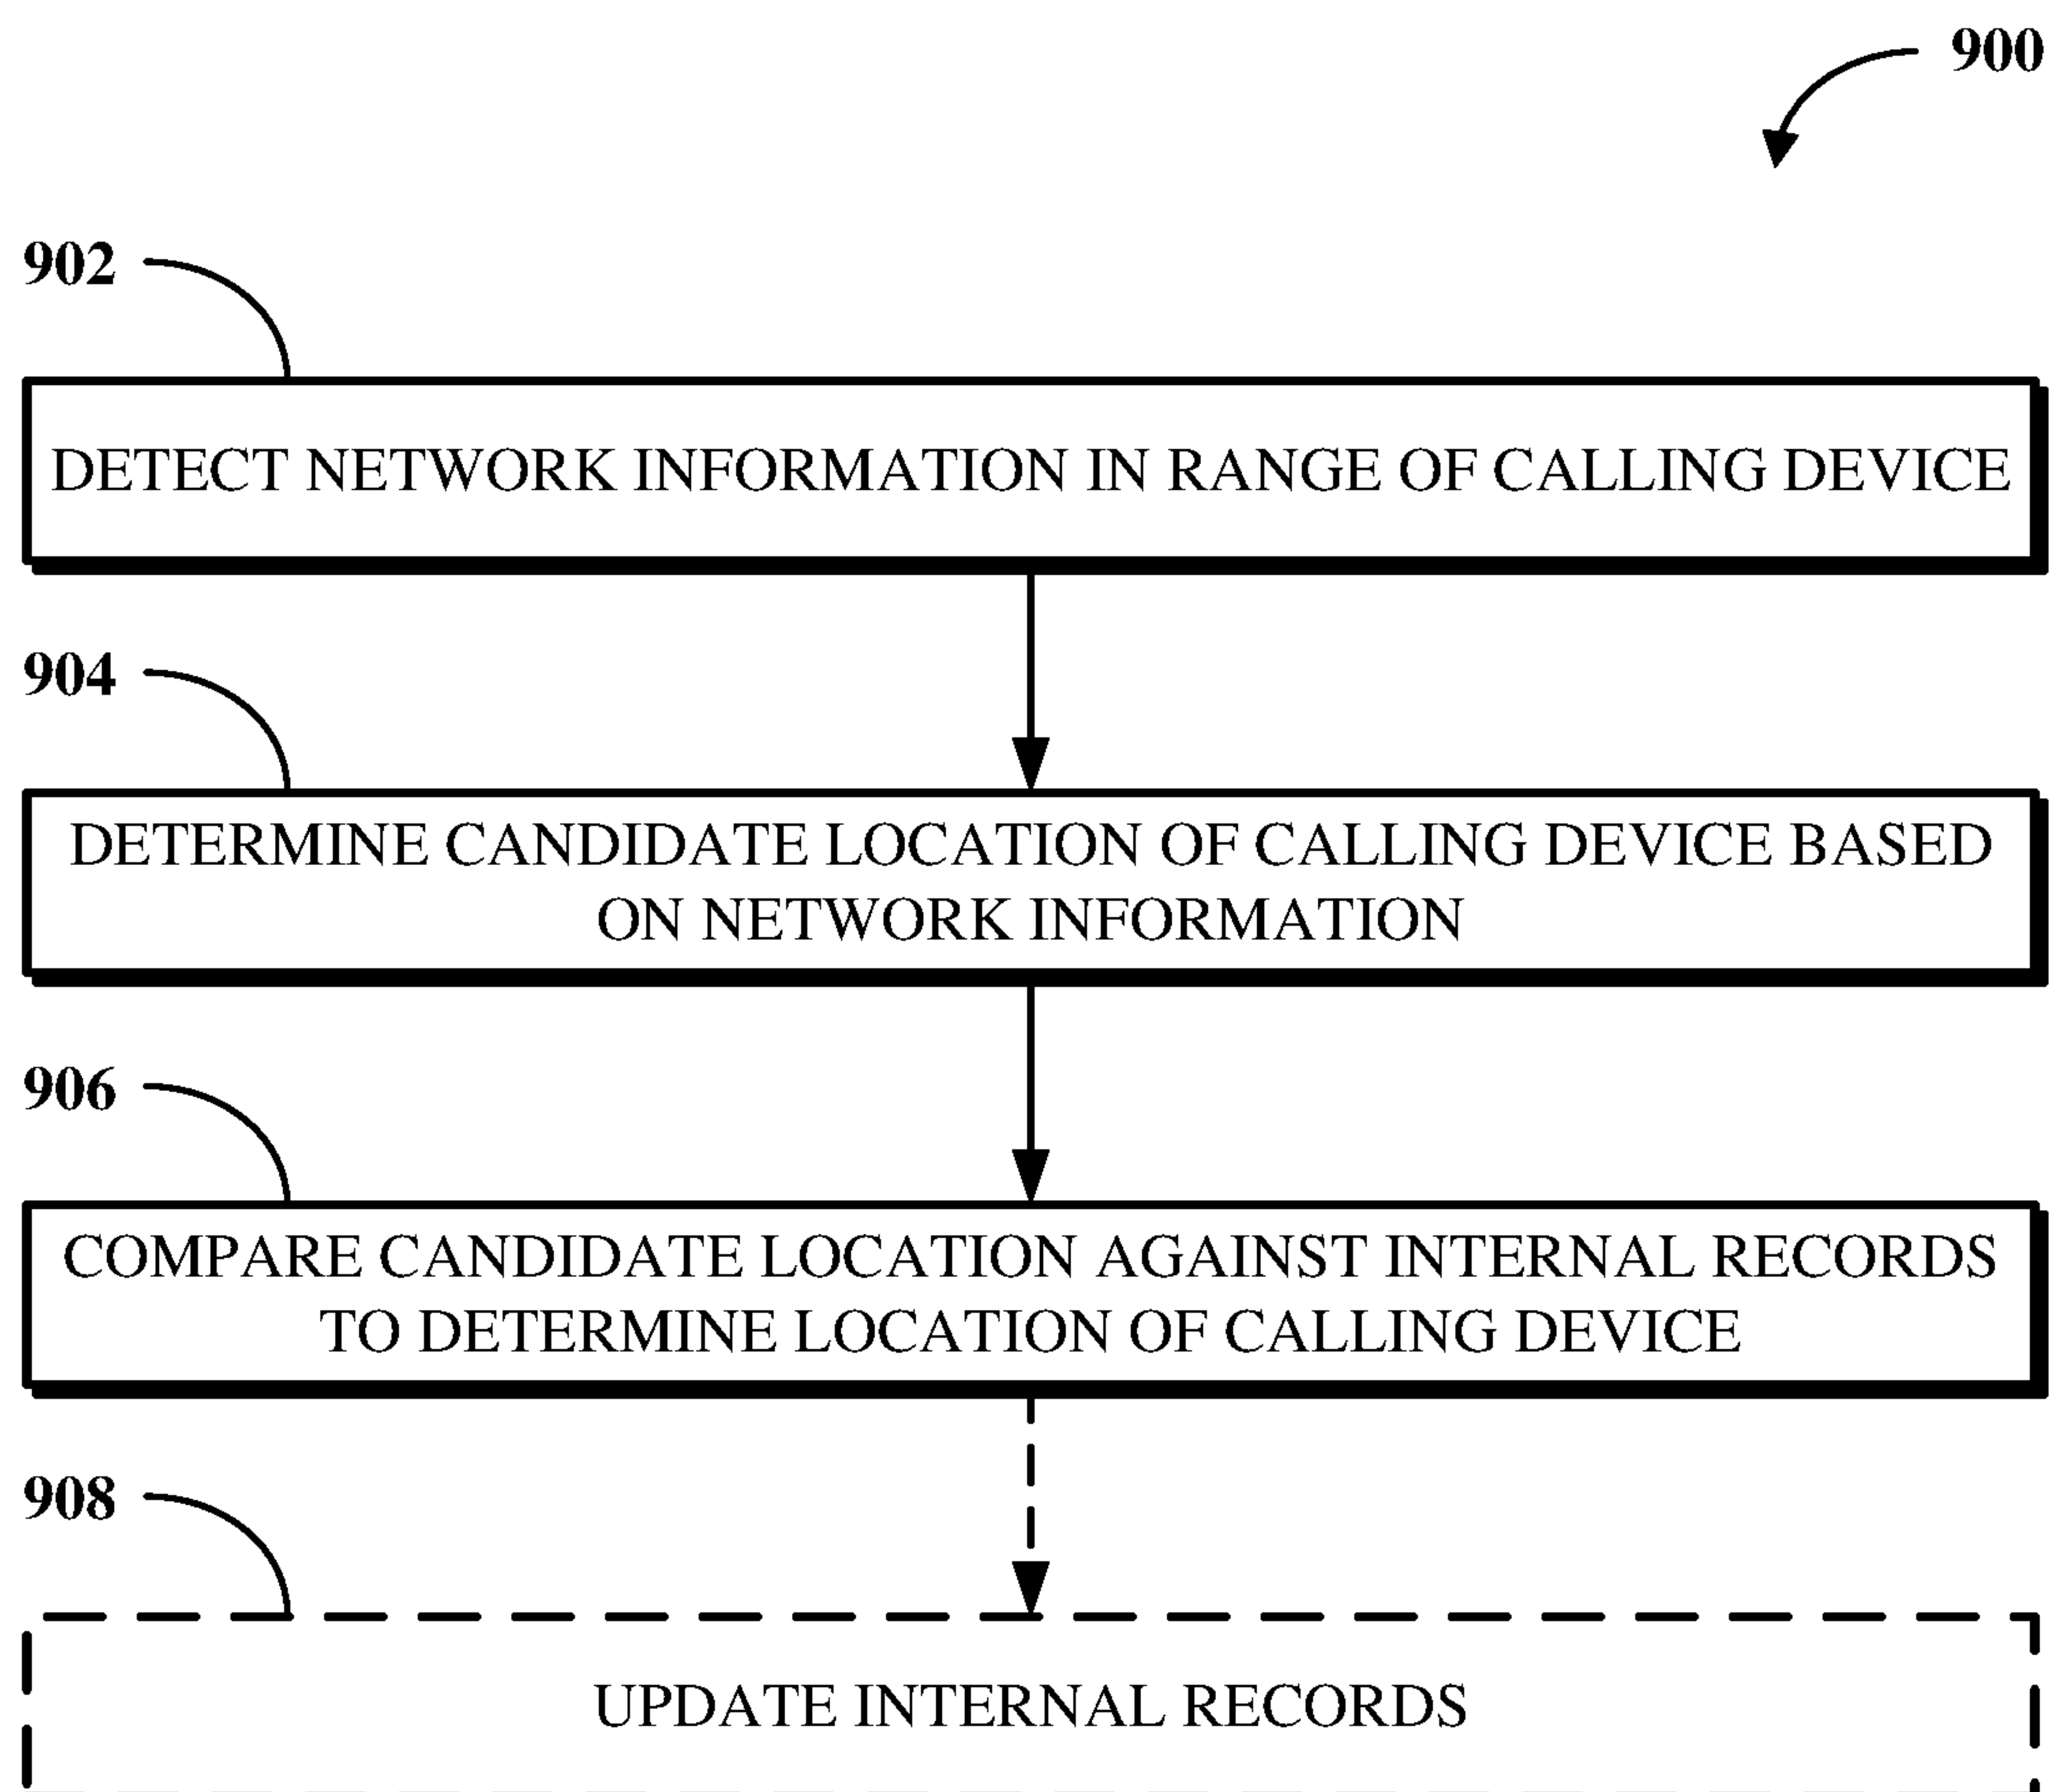 900
902
DETECT NETWORK INFORMATION IN RANGE OF CALLING DEVICE
904
DETERMINE CANDIDATE LOCATION OF CALLING DEVICE BASED
ON NETWORK INFORMATION
906
COMPARE CANDIDATE LOCATION AGAINST INTERNAL RECORDS
TO DETERMINE LOCATION OF CALLING DEVICE
908
UPDATE INTERNAL RECORDS